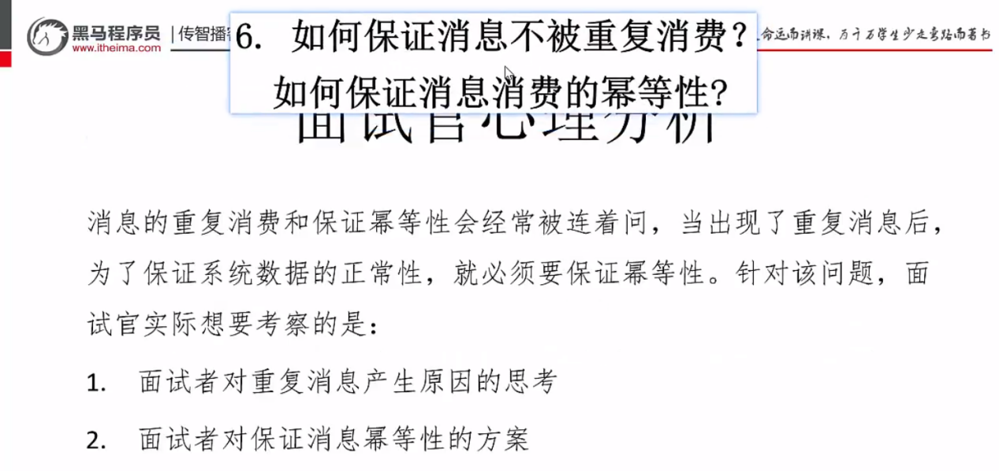 黑马程序员
www.itheima.com
传智播
6. 如何保证消息不被重复消费？
如何保证消息消费的幂等性?
命运而讲课，为千万学生少走弯路而著书
面试官心理分析
消息的重复消费和保证幂等性会经常被连着问，当出现了重复消息后，
为了保证系统数据的正常性，就必须要保证幂等性。针对该问题，面
试官实际想要考察的是：
1. 面试者对重复消息产生原因的思考
2. 面试者对保证消息幂等性的方案